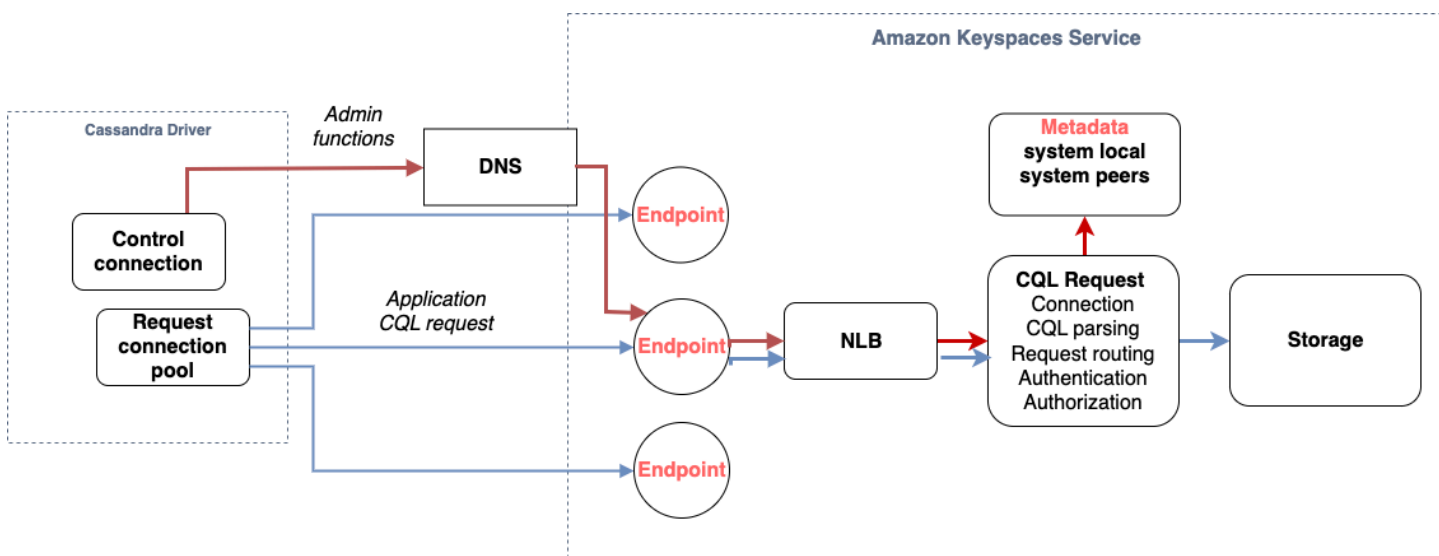 Amazon Keyspaces Service
Cassandra Driver
Admin
functions
DNS
Control
connection
Request
connection
pool
Application
CQL request
Endpoint
Endpoint
Endpoint
NLB
Metadata
system local
system peers
CQL Request
Connection
CQL parsing
Request routing
Authentication
Authorization
Storage